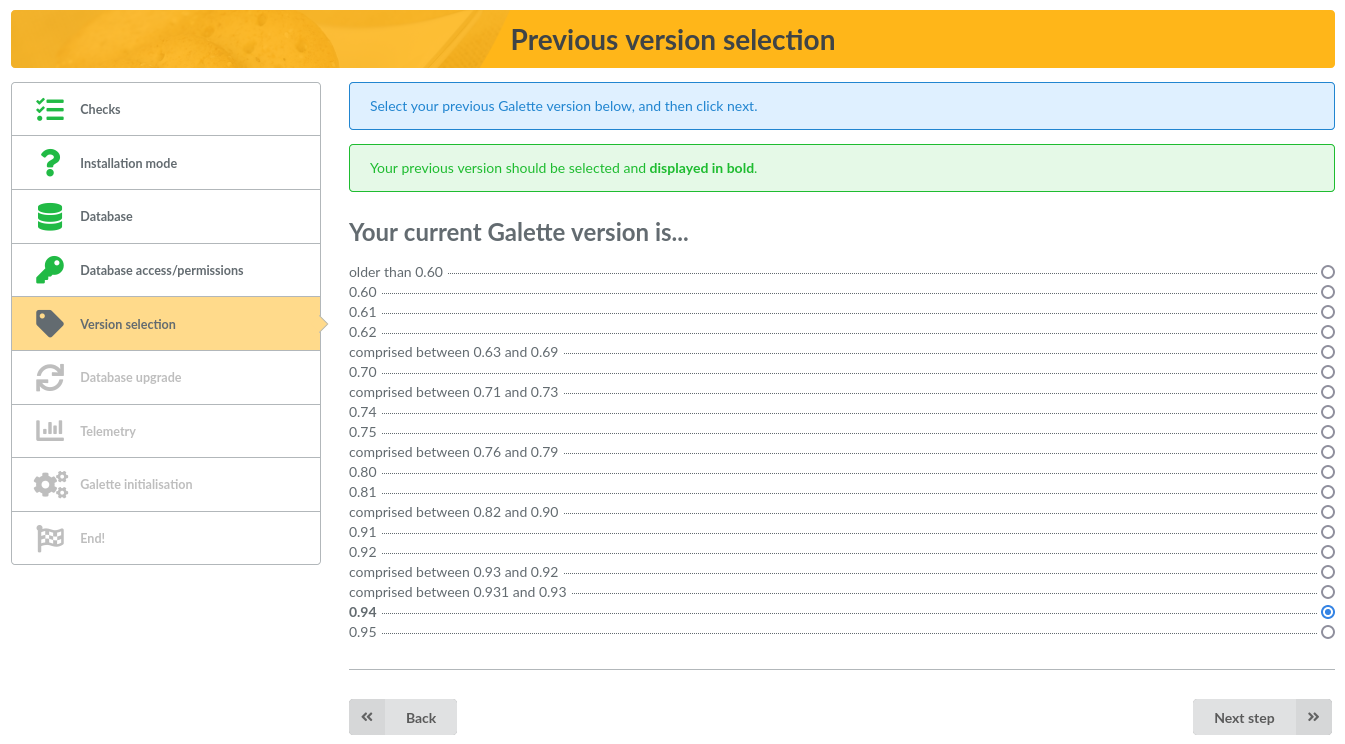 Previous version selection
Checks
Installation mode
Database
Database access/permissions
Version selection
Database upgrade
Telemetry
Galette initialisation
End!
Select your previous Galette version below, and then click next.
Your previous version should be selected and displayed in bold.
Your current Galette version is...
older than 0.60
0.60
0.61
0.62
comprised between 0.63 and 0.69
0.70
comprised between 0.71 and 0.73
0.74
0.75
comprised between 0.76 and 0.79
0.80
0.81
comprised between 0.82 and 0.90
0.91
0.92
comprised between 0.93 and 0.92
comprised between 0.931 and 0.93
0.94
0.95
Back
Next step